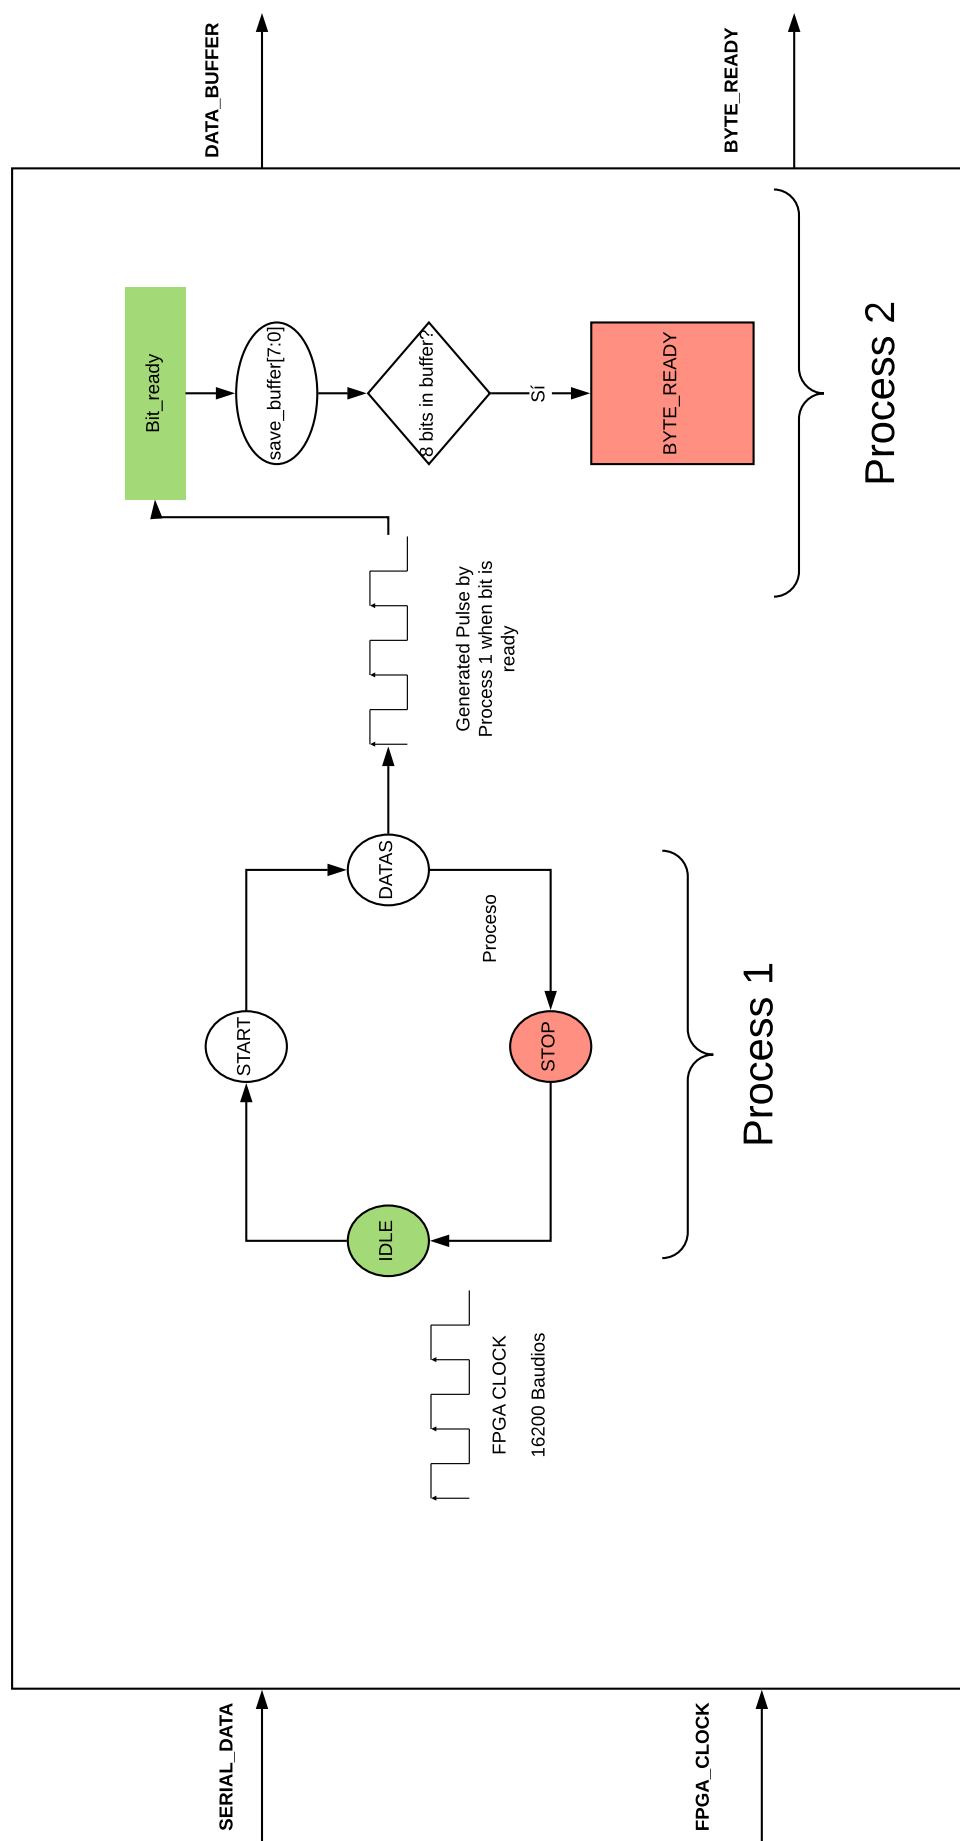 SERIAL_DATA
FPGA_CLOCK
FPGA CLOCK
16200 Baudios
IDLE
START
STOP
DATAS
Proceso
Process 1
Generated Pulse by
Process 1 when bit is
ready
Bit_ready
save_buffer[7:0]
8 bits in buffer?
Sí
BYTE_READY
Process 2
DATA_BUFFER
BYTE_READY